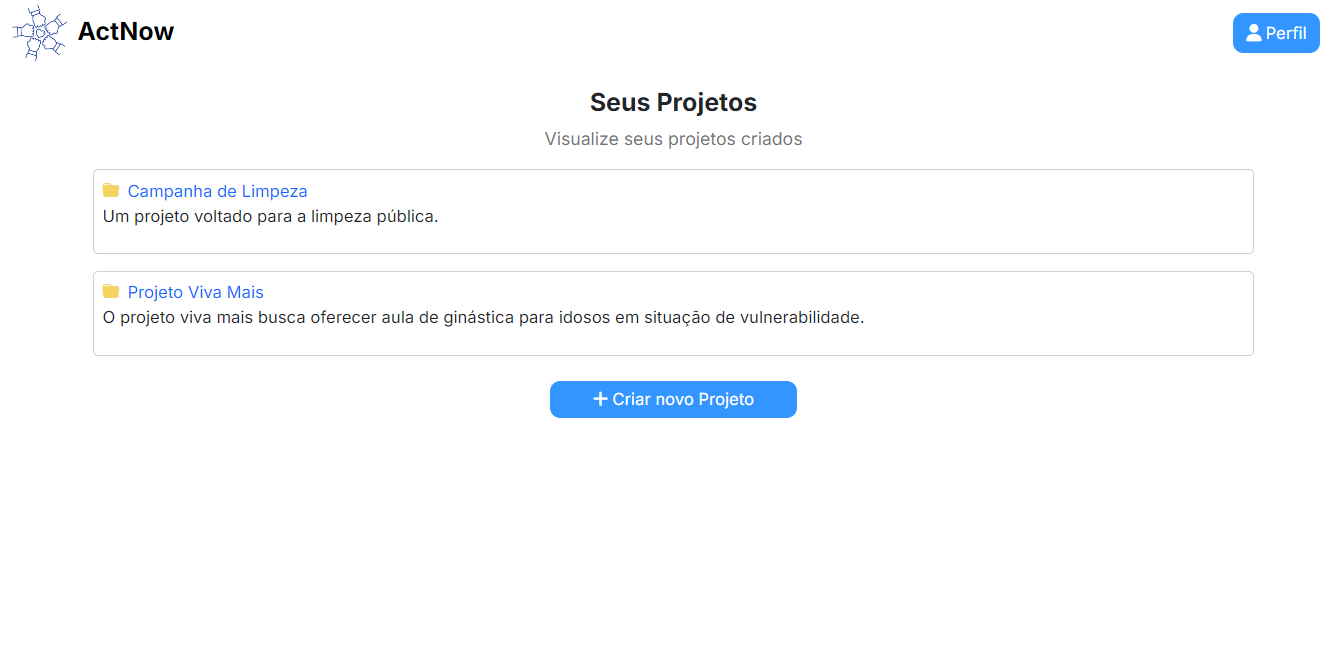 ActNow
Perfil
Seus Projetos
Visualize seus projetos criados
Campanha de Limpeza
Um projeto voltado para a limpeza pública.
Projeto Viva Mais
O projeto viva mais busca oferecer aula de ginástica para idosos em situação de vulnerabilidade.
Criar novo Projeto